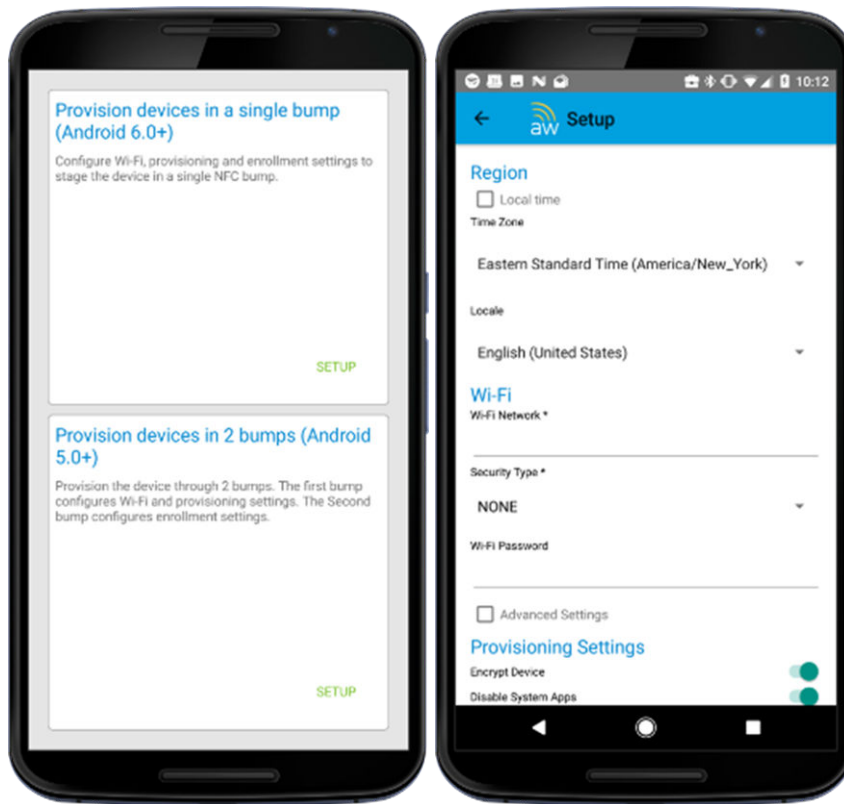 Provision devices in a single bump
(Android 6.0+)
Configure Wi-Fi, provisioning and enrollment settings to
stage the device in a single NFC bump.
SETUP
Provision devices in 2 bumps (Android
5.0+)
Provision the device through 2 bumps. The first bump
configures Wi-Fi and provisioning settings. The Second
bump configures enrollment settings.
SETUP
10:12
aw Setup
Region
Local time
Time Zone
Eastern Standard Time (America/New_York)
Locale
English (United States)
Wi-Fi
Wi-Fi Network *
Security Type *
NONE
Wi-Fi Password
Advanced Settings
Provisioning Settings
Encrypt Device
Disable System Apps